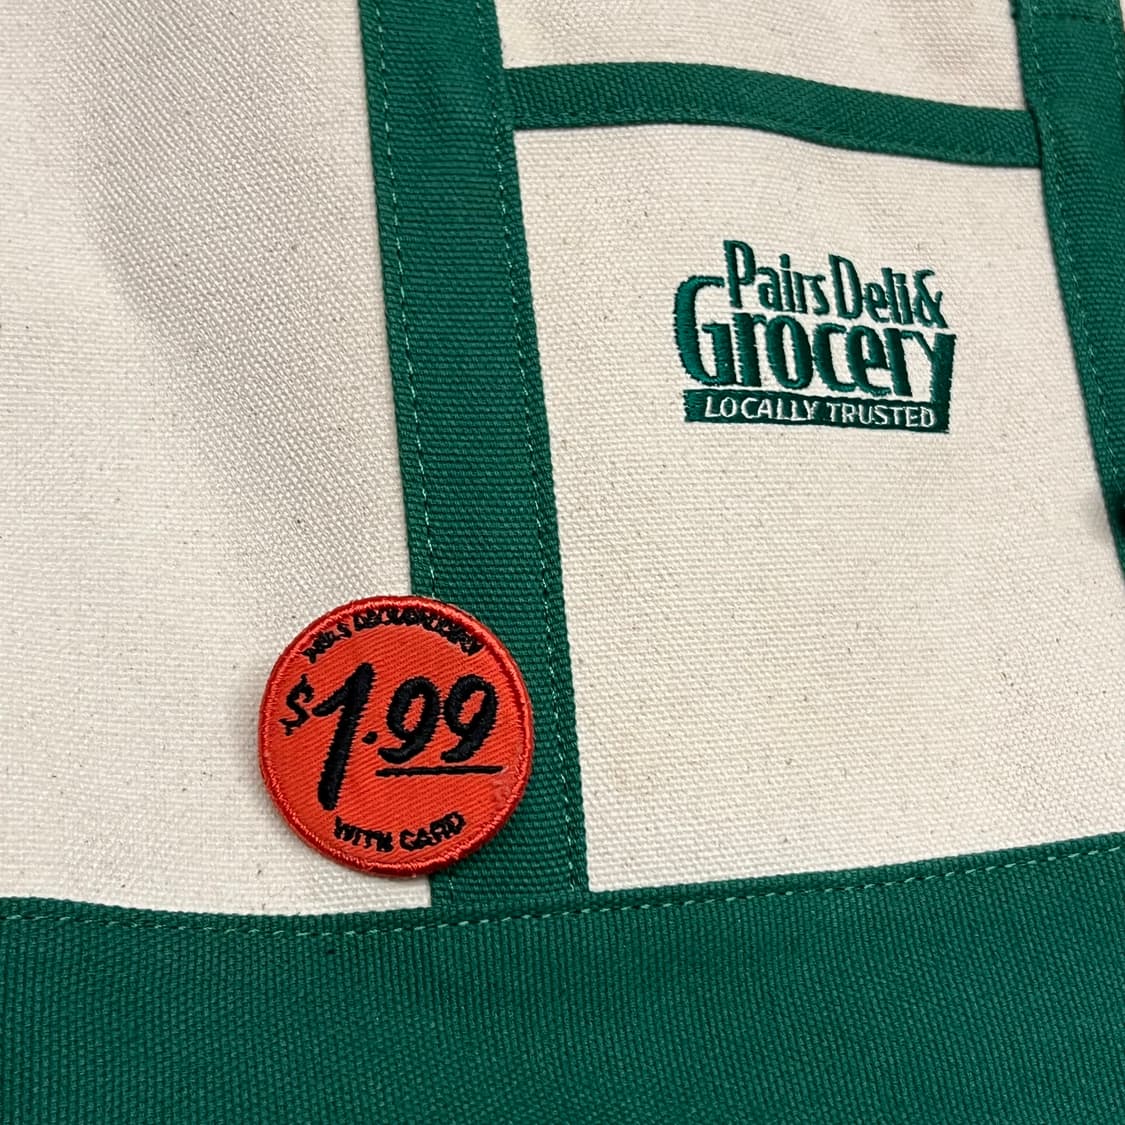 Pairs Deli &
Grocery
LOCALLY TRUSTED
$1.99
WITH CARD